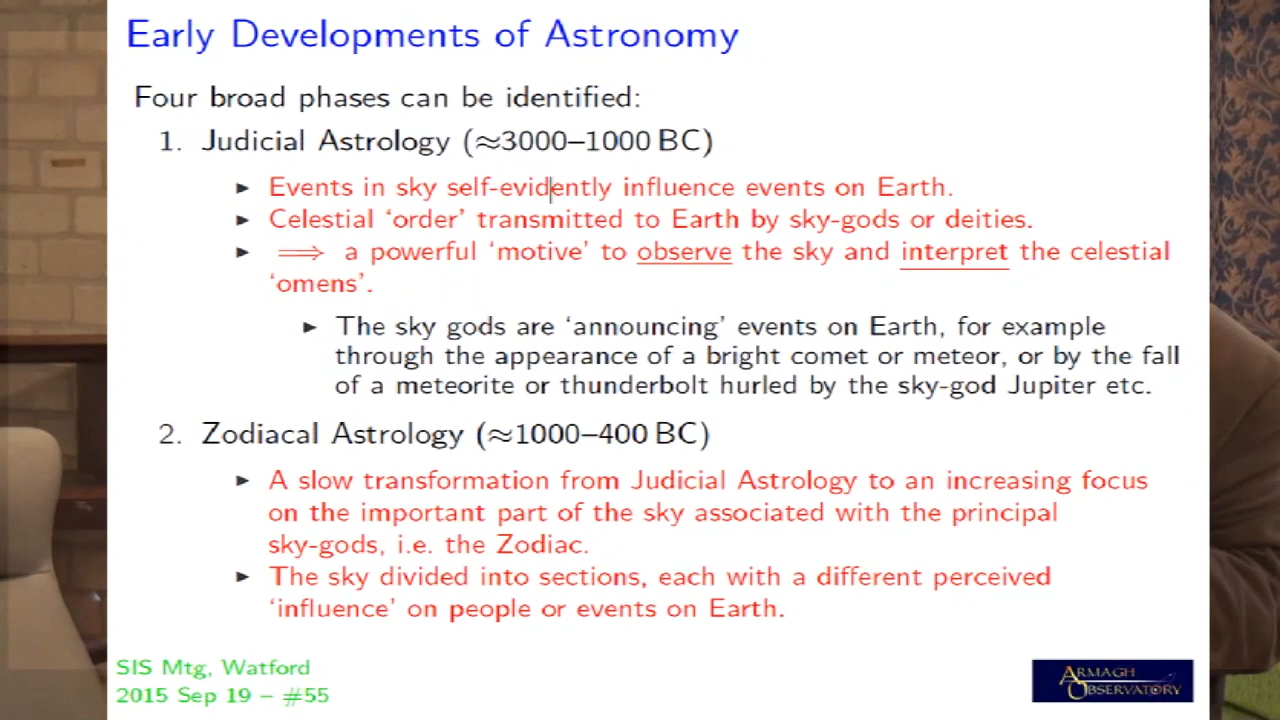 Early Developments of Astronomy
Four broad phases can be identified:
1. Judicial Astrology (≈3000–1000 BC)
▶ Events in sky self-evidently influence events on Earth.
▶ Celestial ‘order’ transmitted to Earth by sky-gods or deities.
▶ ⟹ a powerful ‘motive’ to observe the sky and interpret the celestial
‘omens’.
▶ The sky gods are ‘announcing’ events on Earth, for example
through the appearance of a bright comet or meteor, or by the fall
of a meteorite or thunderbolt hurled by the sky-god Jupiter etc.
2. Zodiacal Astrology (≈1000–400 BC)
▶ A slow transformation from Judicial Astrology to an increasing focus
on the important part of the sky associated with the principal
sky-gods, i.e. the Zodiac.
▶ The sky divided into sections, each with a different perceived
‘influence’ on people or events on Earth.
SIS Mtg, Watford
2015 Sep 19 – #55
ARMAGH
OBSERVATORY